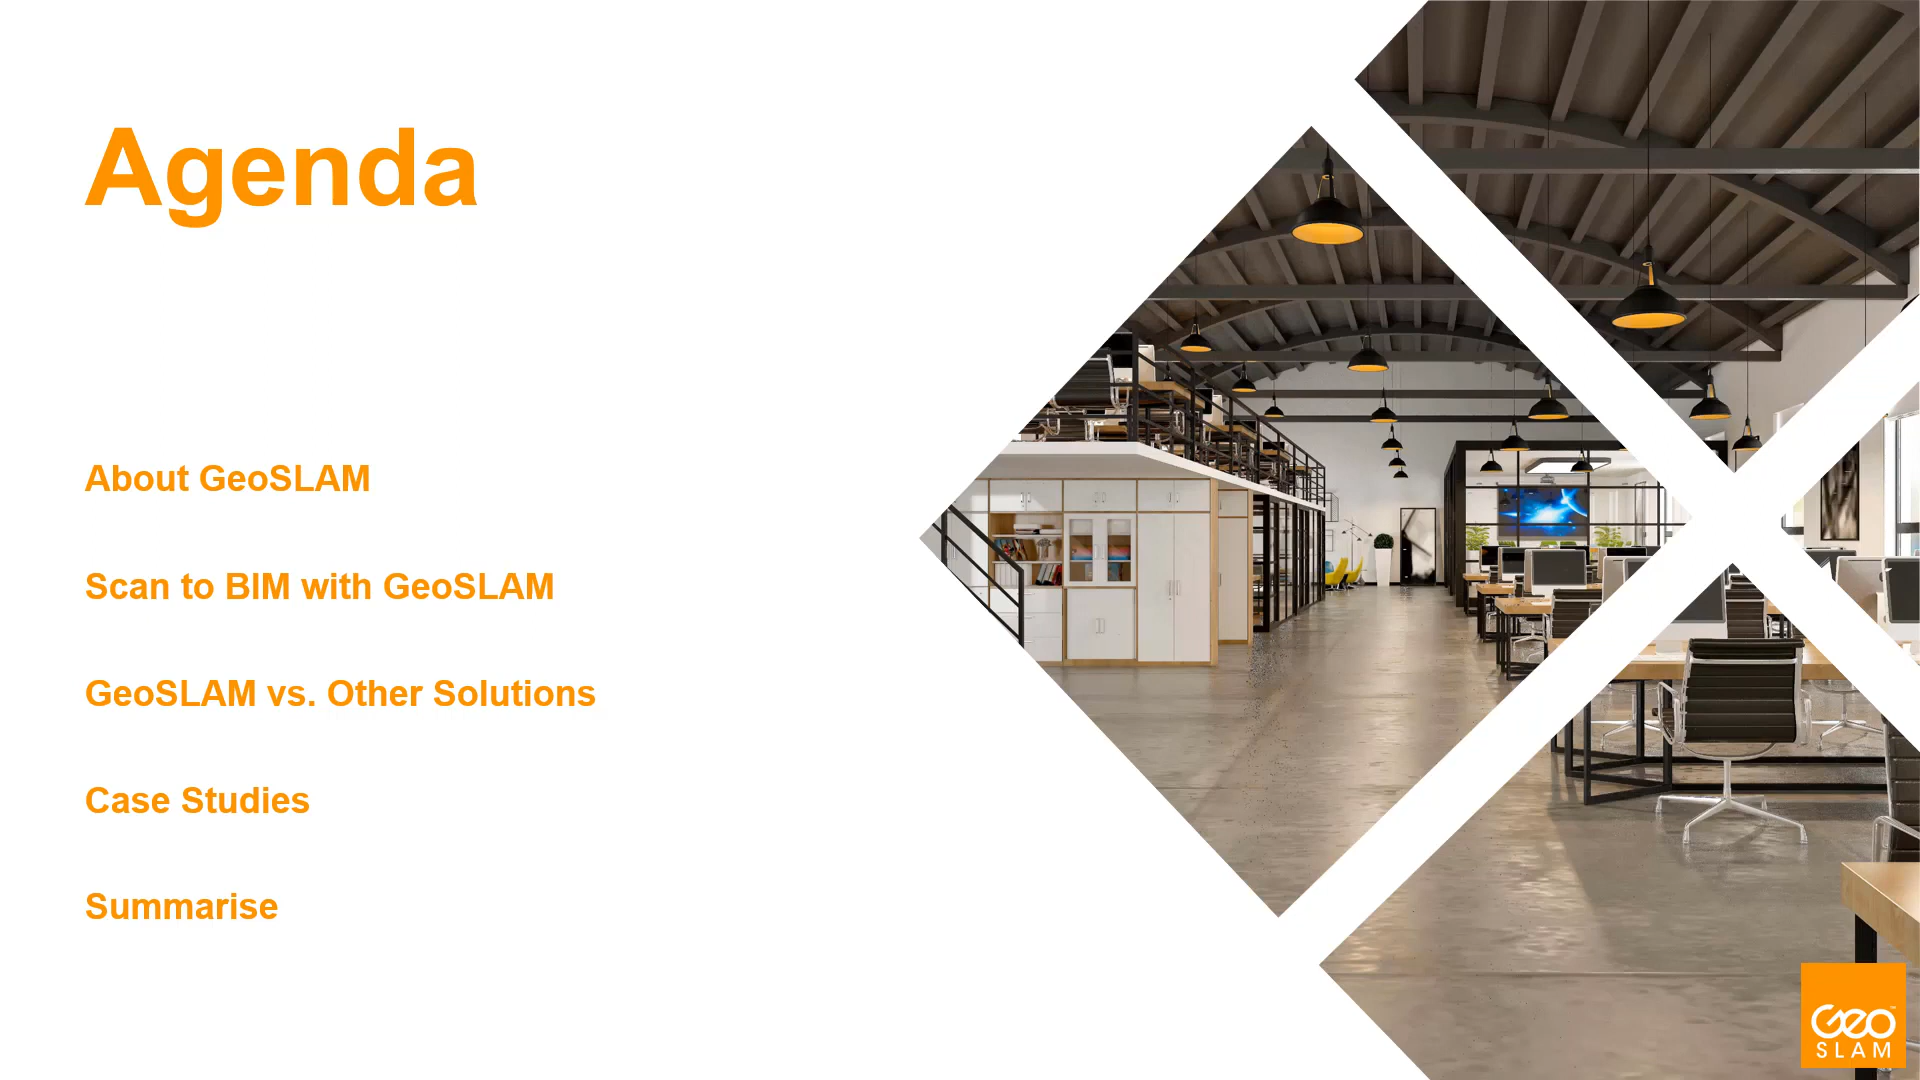 Agenda
About GeoSLAM
Scan to BIM with GeoSLAM
GeoSLAM vs. Other Solutions
Case Studies
Summarise
Geo
SLAM